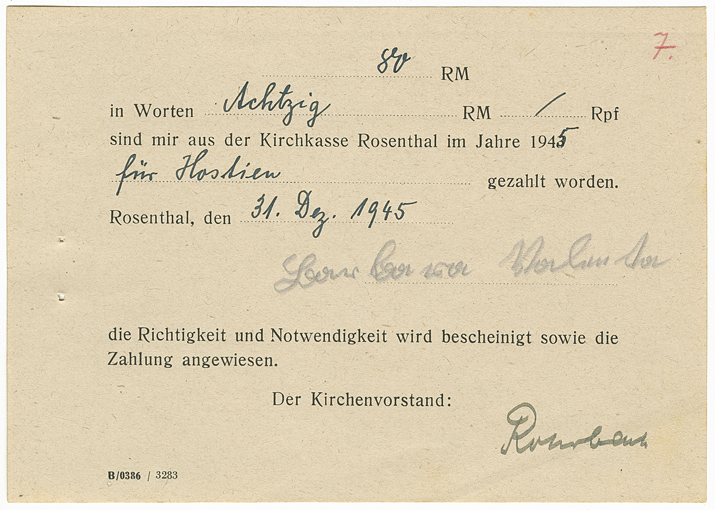 7.
80 RM
in Worten Achtzig RM / Rpf
sind mir aus der Kirchkasse Rosenthal im Jahre 1945
für Hostien gezahlt worden.
Rosenthal, den 31. Dez. 1945
Barbara Valenta
die Richtigkeit und Notwendigkeit wird bescheinigt sowie die
Zahlung angewiesen.
Der Kirchenvorstand:
B/0386 / 3283